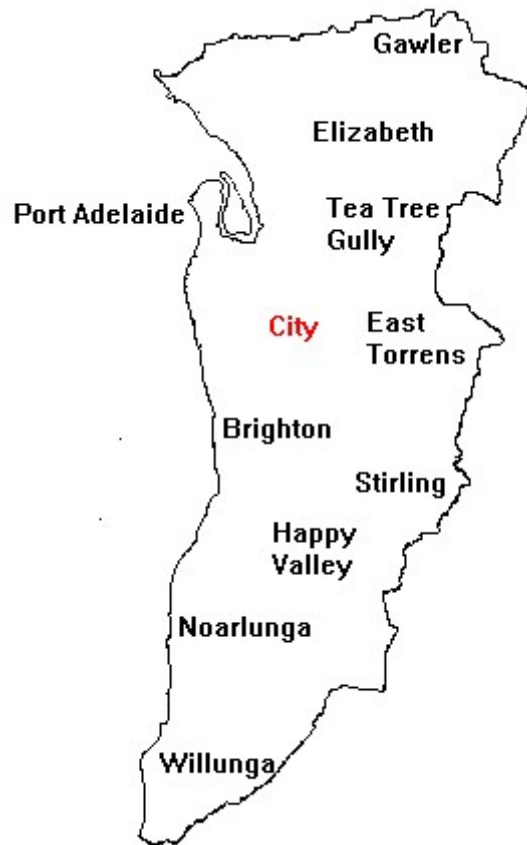 Gawler
Elizabeth
Port Adelaide
Tea Tree
Gully
City
East
Torrens
Brighton
Stirling
Happy
Valley
Noarlunga
Willunga